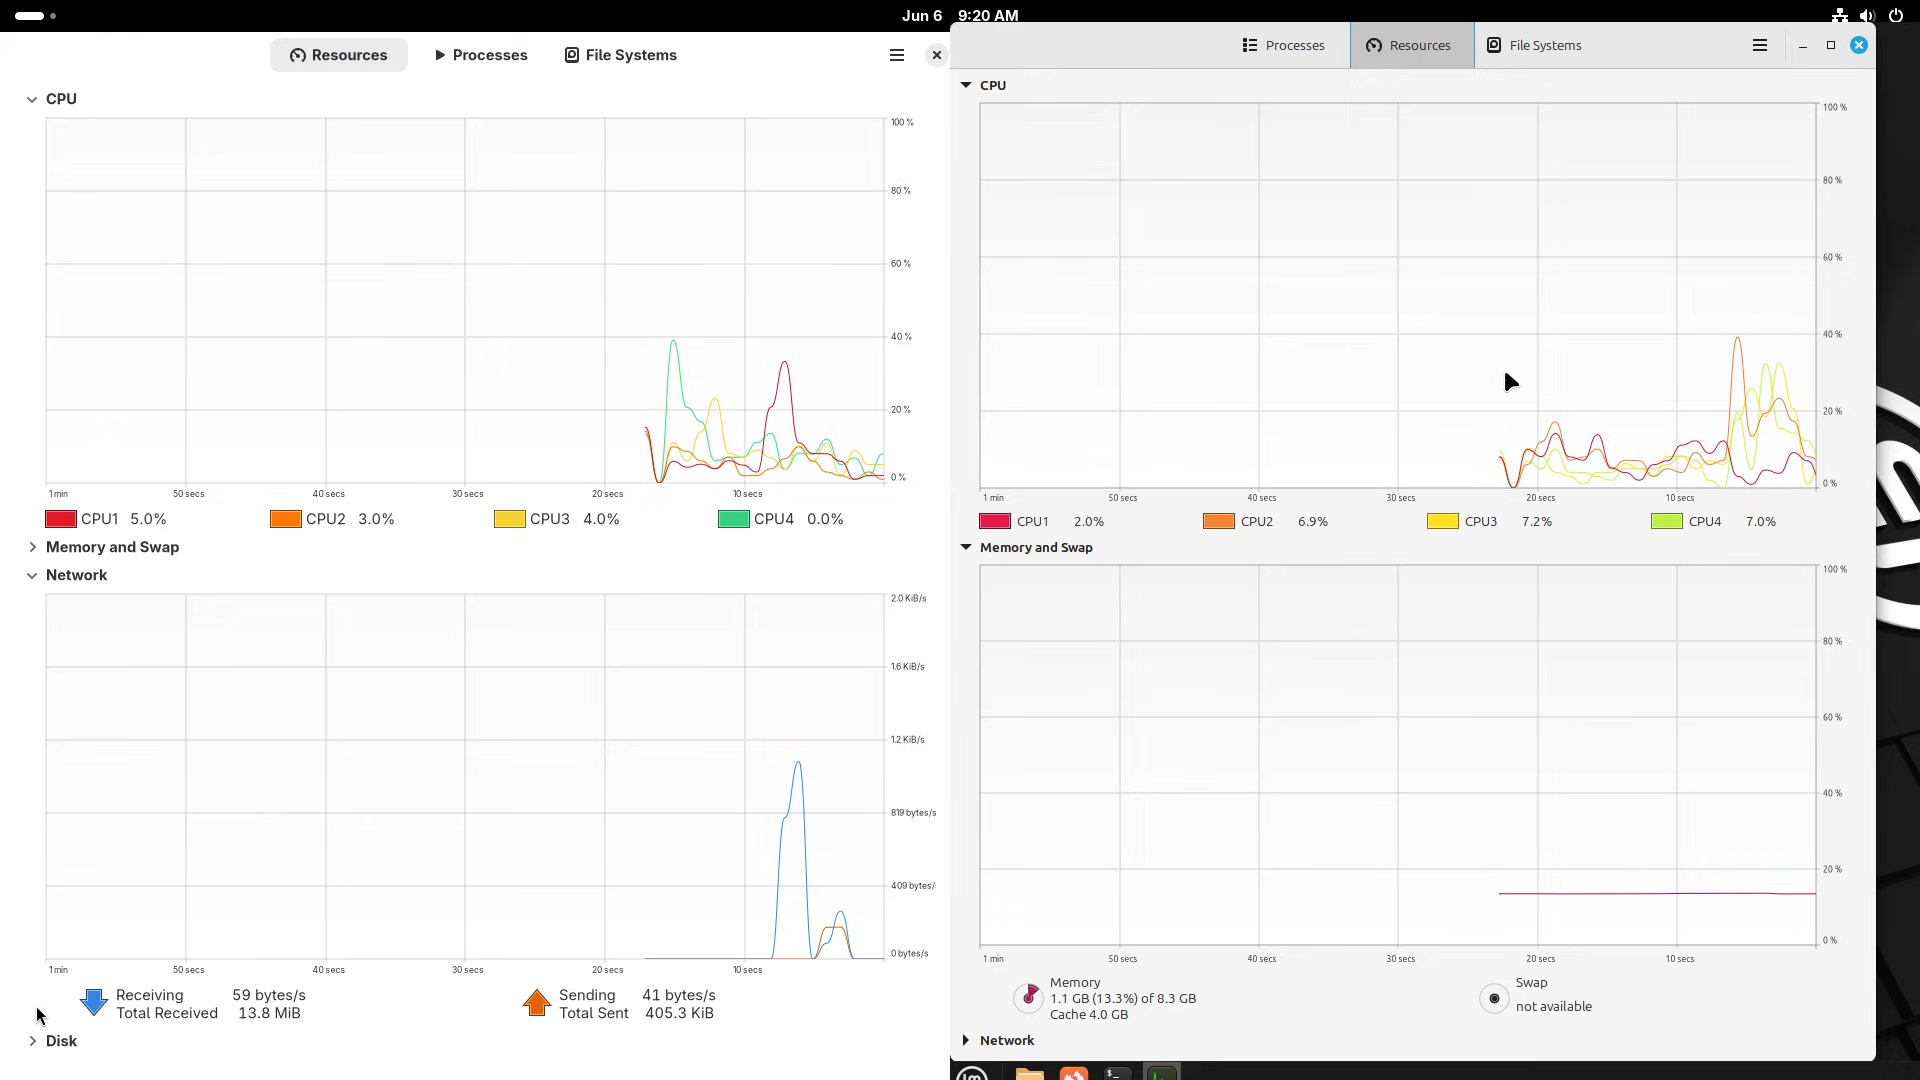 Jun 6 9:20 AM
Resources
Processes
File Systems
CPU
100 %
80 %
60 %
40 %
20 %
0 %
1 min
50 secs
40 secs
30 secs
20 secs
10 secs
CPU1 5.0%
CPU2 3.0%
CPU3 4.0%
CPU4 0.0%
Memory and Swap
Network
2.0 KiB/s
1.6 KiB/s
1.2 KiB/s
819 bytes/s
409 bytes/
0 bytes/s
1 min
50 secs
40 secs
30 secs
20 secs
10 secs
Receiving 59 bytes/s
Total Received 13.8 MiB
Sending 41 bytes/s
Total Sent 405.3 KiB
Disk
Processes
Resources
File Systems
CPU
100 %
80 %
60 %
40 %
20 %
0 %
1 min
50 secs
40 secs
30 secs
20 secs
10 secs
CPU1 2.0%
CPU2 6.9%
CPU3 7.2%
CPU4 7.0%
Memory and Swap
100 %
80 %
60 %
40 %
20 %
0 %
1 min
50 secs
40 secs
30 secs
20 secs
10 secs
Memory
1.1 GB (13.3%) of 8.3 GB
Cache 4.0 GB
Swap
not available
Network